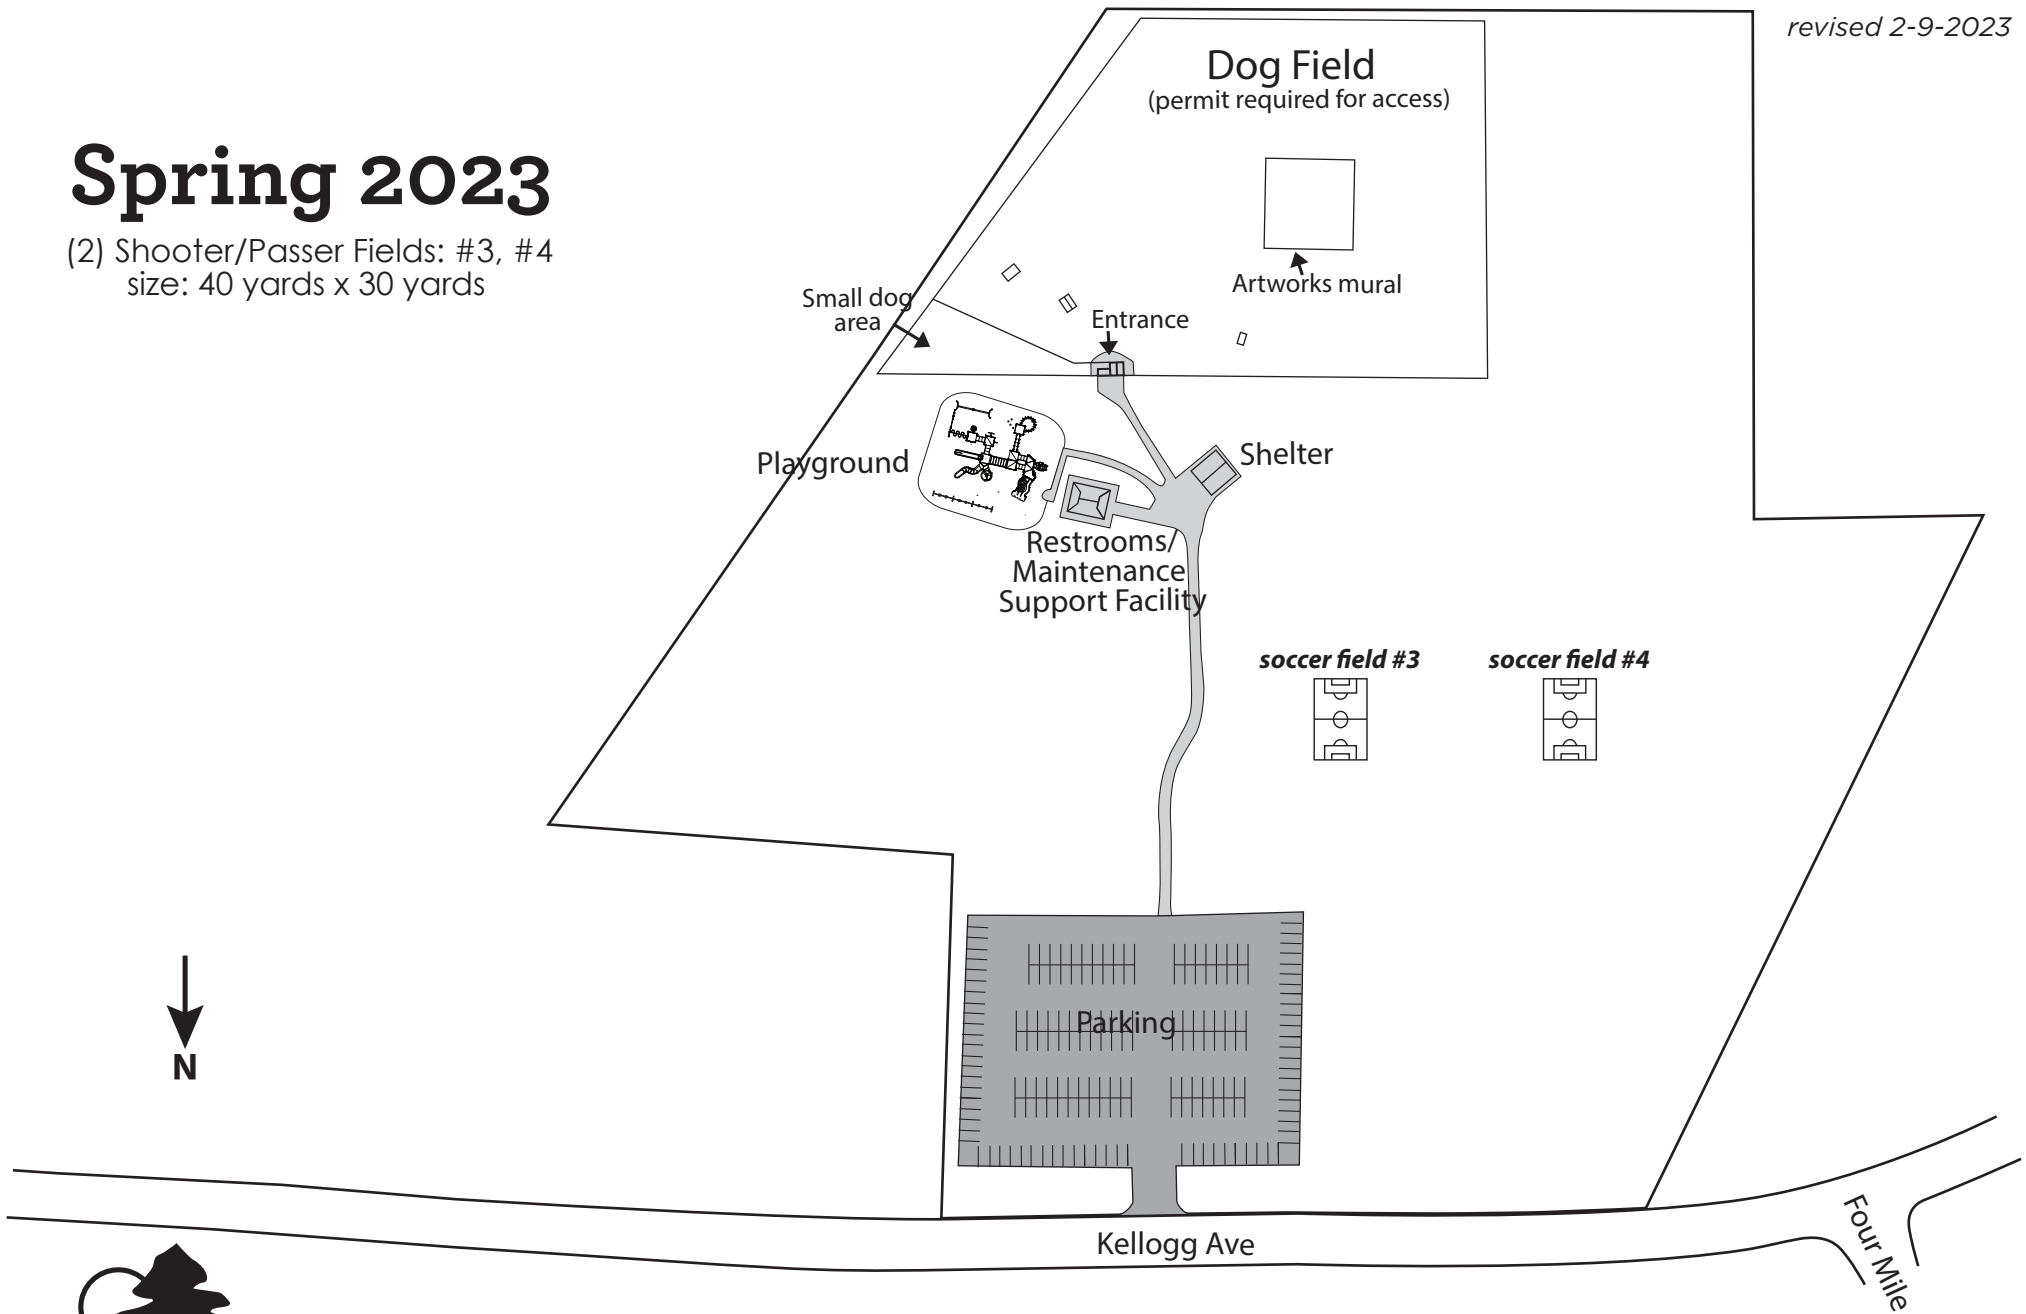 revised 2-9-2023
Spring 2023
(2) Shooter/Passer Fields: #3, #4
size: 40 yards x 30 yards
Dog Field
(permit required for access)
Artworks mural
Small dog
area
Entrance
Playground
Shelter
Restrooms/
Maintenance
Support Facility
soccer field #3
soccer field #4
Parking
N
Kellogg Ave
Four Mile